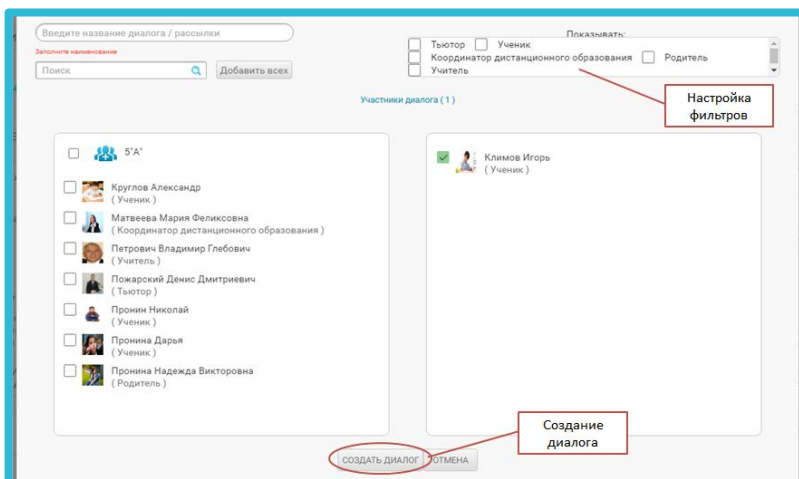 Введите название диалога / рассылки
Заполните наименование
Поиск
Добавить всех
Показывать:
Тьютор Ученик
Координатор дистанционного образования Родитель
Учитель
Настройка
фильтров
Участники диалога ( 1 )
5"А"
Круглов Александр
( Ученик )
Матвеева Мария Феликсовна
( Координатор дистанционного образования )
Петрович Владимир Глебович
( Учитель )
Пожарский Денис Дмитриевич
( Тьютор )
Пронин Николай
( Ученик )
Пронина Дарья
( Ученик )
Пронина Надежда Викторовна
( Родитель )
Климов Игорь
( Ученик )
Создание
диалога
СОЗДАТЬ ДИАЛОГ
ОТМЕНА